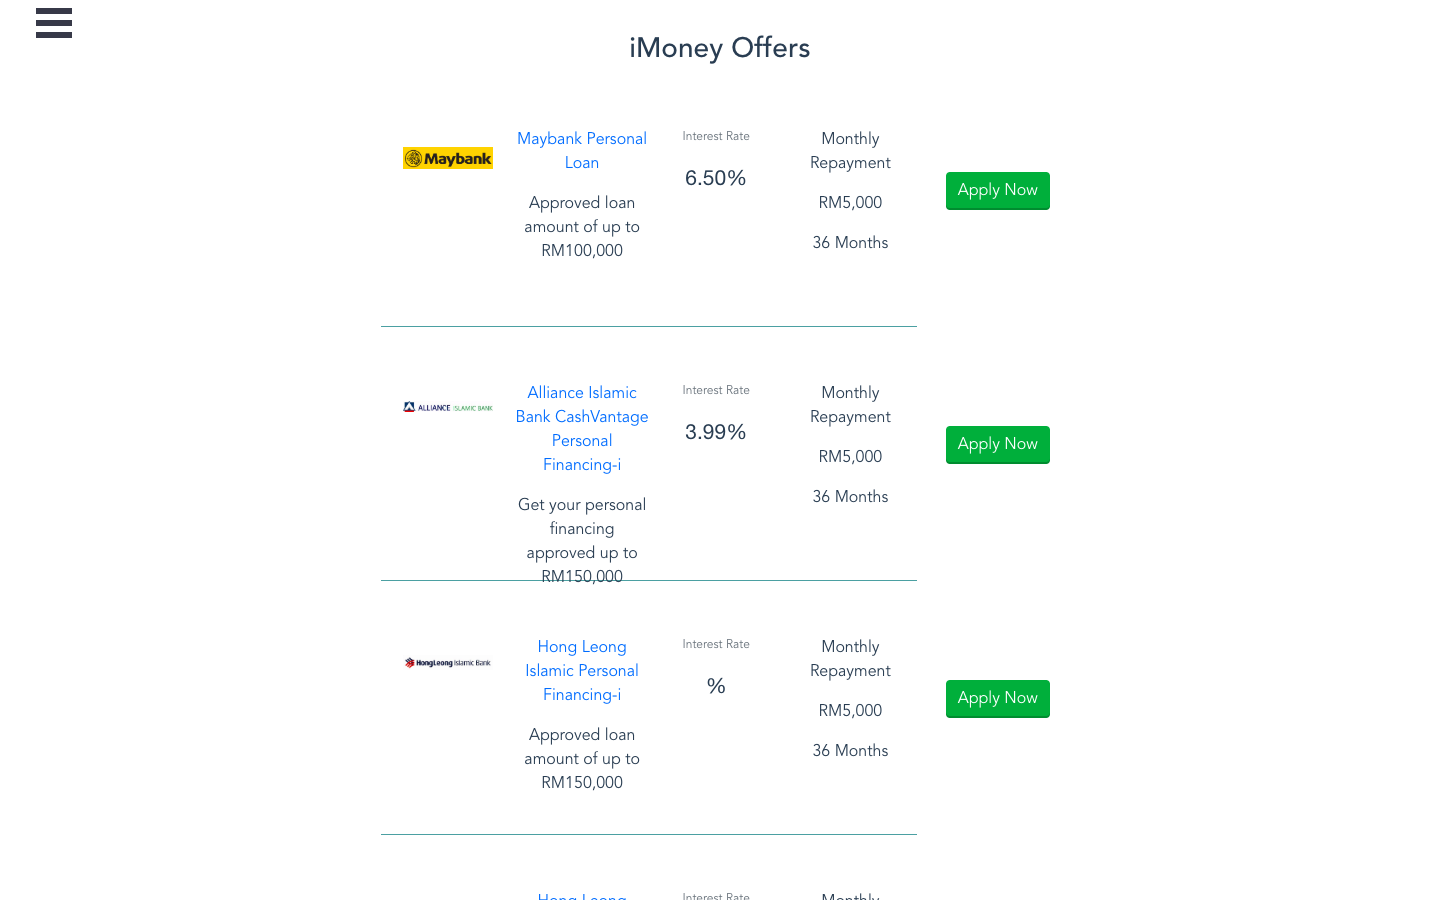 iMoney Offers
Maybank
Maybank Personal
Loan
Approved loan
amount of up to
RM100,000
Interest Rate
6.50%
Monthly
Repayment
RM5,000
36 Months
Apply Now
ALLIANCE ISLAMIC BANK
Alliance Islamic
Bank CashVantage
Personal
Financing-i
Get your personal
financing
approved up to
RM150,000
Interest Rate
3.99%
Monthly
Repayment
RM5,000
36 Months
Apply Now
HongLeong Islamic Bank
Hong Leong
Islamic Personal
Financing-i
Approved loan
amount of up to
RM150,000
Interest Rate
%
Monthly
Repayment
RM5,000
36 Months
Apply Now
Hong Leong
Interest Rate
Monthly